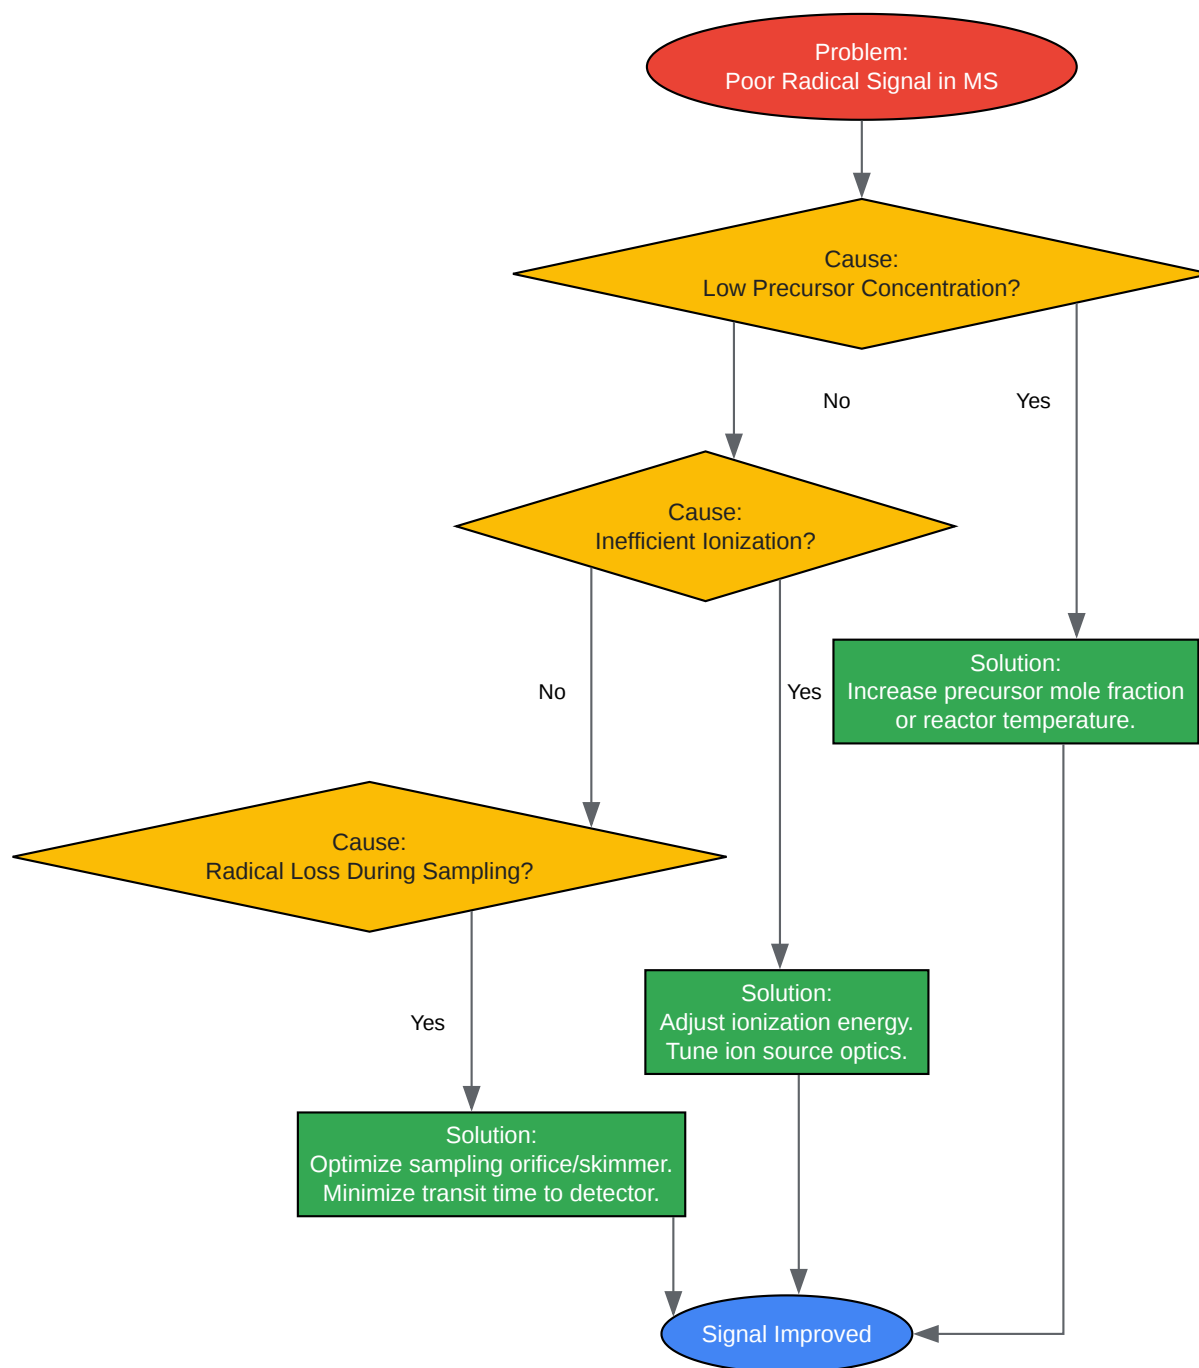 Problem:
Poor Radical Signal in MS
Cause:
Low Precursor Concentration?
No
Yes
Cause:
Inefficient Ionization?
No
Yes
Solution:
Increase precursor mole fraction
or reactor temperature.
Cause:
Radical Loss During Sampling?
Yes
Solution:
Adjust ionization energy.
Tune ion source optics.
Solution:
Optimize sampling orifice/skimmer.
Minimize transit time to detector.
Signal Improved